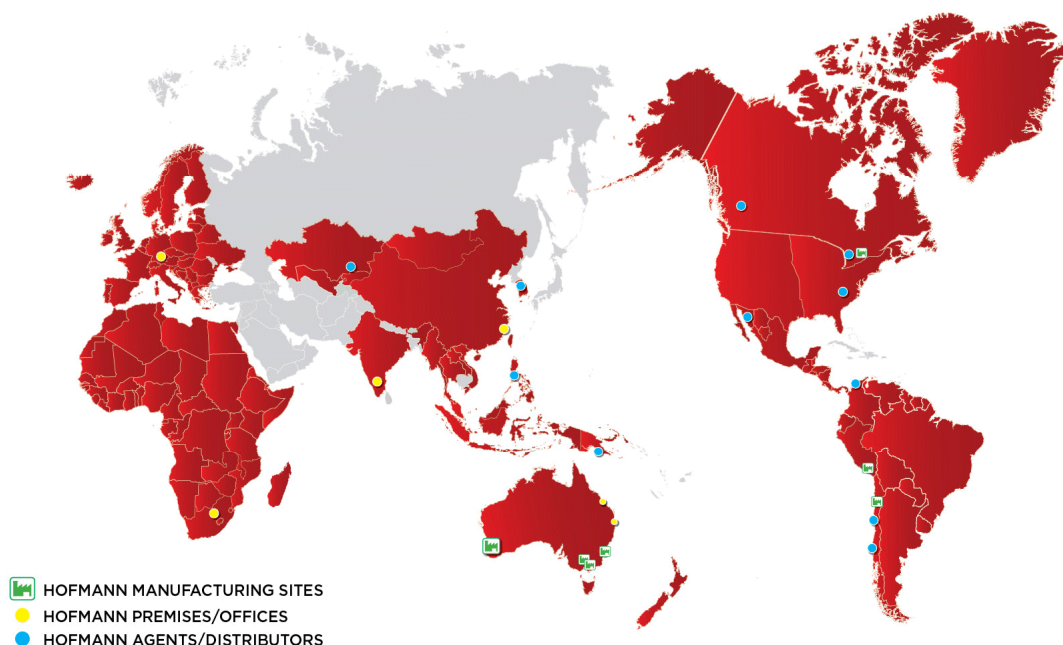 HOFMANN MANUFACTURING SITES
HOFMANN PREMISES/OFFICES
HOFMANN AGENTS/DISTRIBUTORS